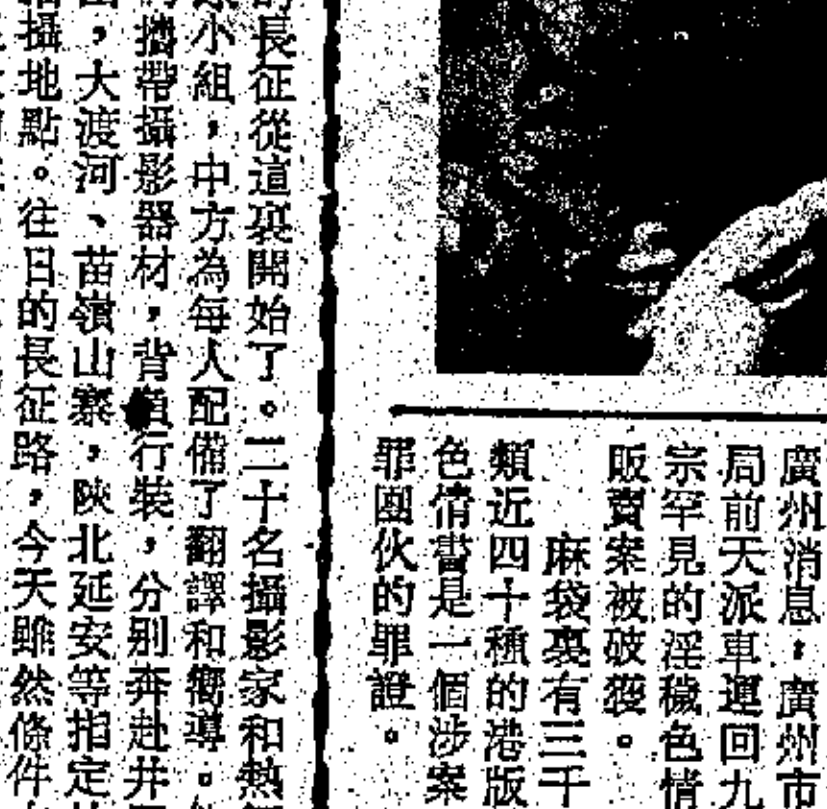 廣州消息，廣州市
局前天派車運回九
宗罕見的淫穢色情
販賣案被破獲。
麻袋裏有三千
類近四十種的港版
色情書是一個涉案
罪團伙的罪證。
長征從這裏開始了。二十名攝影家和熱
小組，中方為每人配備了翻譯和嚮導。
攜帶攝影器材，背負行裝，分別奔赴井
，大渡河、苗嶺山寨，陝北延安等指定
攝地點。往日的長征路，今天雖然條件